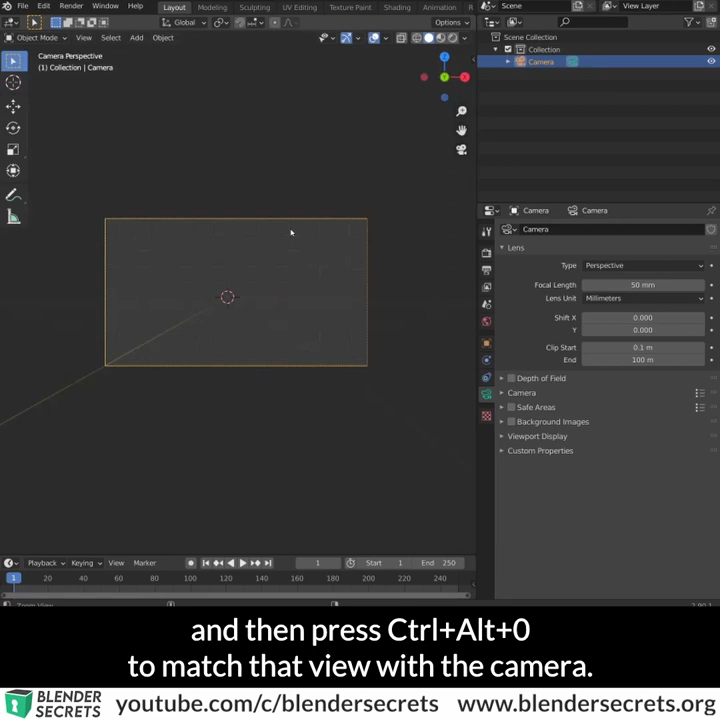 File Edit Render Window Help Layout Modeling Sculpting UV Editing Texture Paint Shading Animation Scene View Layer
Global Options
Object Mode View Select Add Object
Camera Perspective
(1) Collection | Camera
Scene Collection
Collection
Camera
Camera Camera
Camera
Lens
Type Perspective
Focal Length 50 mm
Lens Unit Millimeters
Shift X 0.000
Y 0.000
Clip Start 0.1 m
End 100 m
Depth of Field
Camera
Safe Areas
Background Images
Viewport Display
Custom Properties
X
Z
Playback Keying View Marker 1 Start 1 End 250
1 20 40 60 80 100 120 140 160 180 200 220 240
and then press Ctrl+Alt+0
to match that view with the camera.
BLENDER
SECRETS
youtube.com/c/blendersecrets www.blendersecrets.org